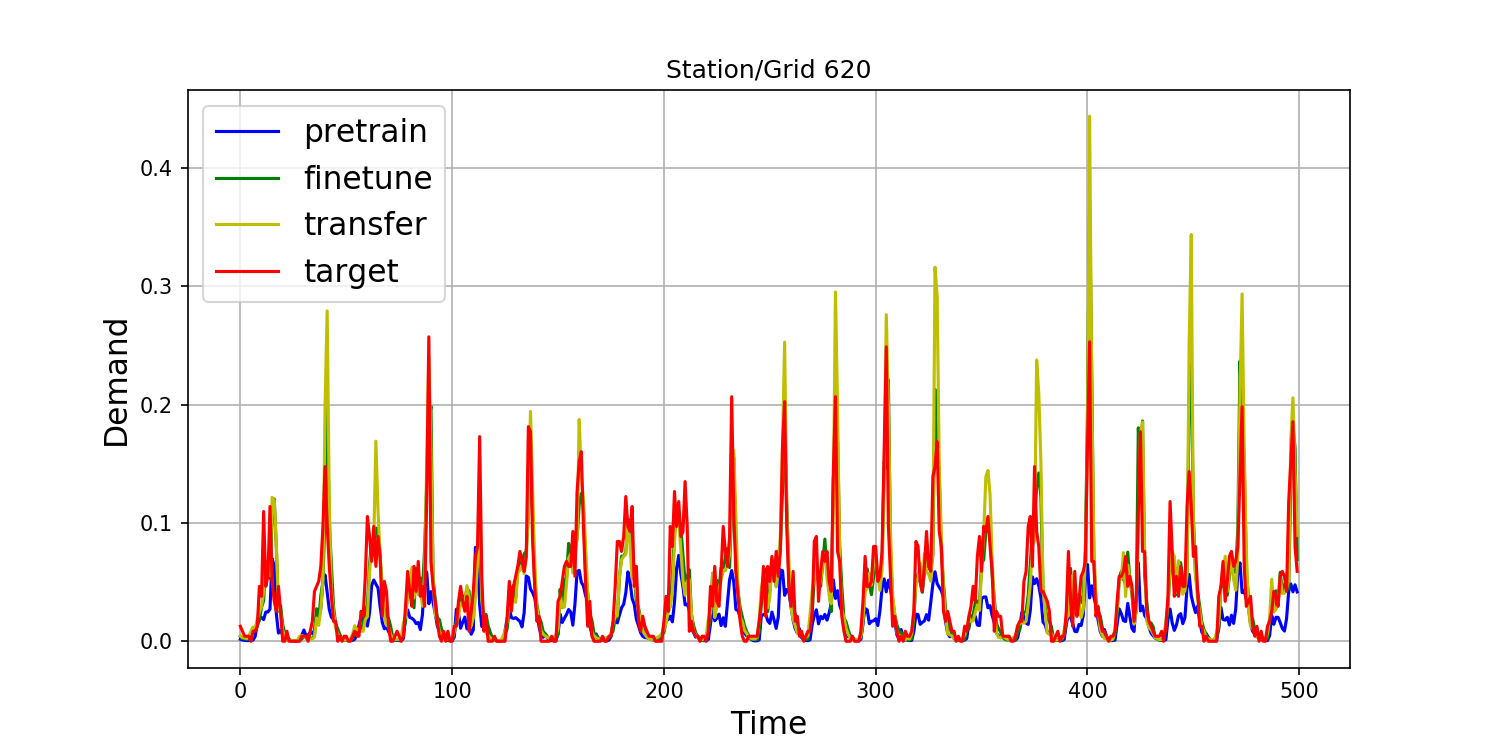 Station/Grid 620
pretrain
finetune
transfer
target
Demand
0.4
0.3
0.2
0.1
0.0
0 100 200 300 400 500
Time